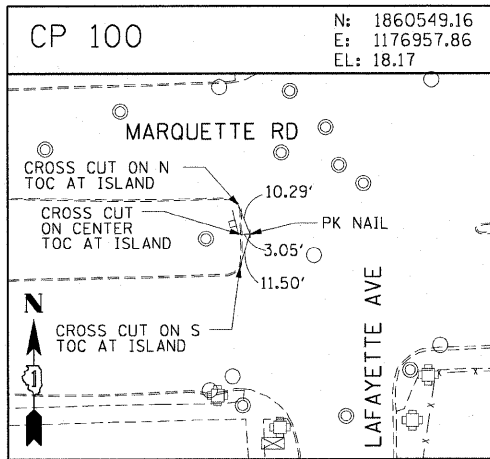 CP 100
N: 1860549.16
E: 1176957.86
EL: 18.17
MARQUETTE RD
CROSS CUT ON N
TOC AT ISLAND
10.29'
CROSS CUT
ON CENTER
TOC AT ISLAND
PK NAIL
3.05'
11.50'
N
CROSS CUT ON S
TOC AT ISLAND
LAFAYETTE AVE
1
x
x